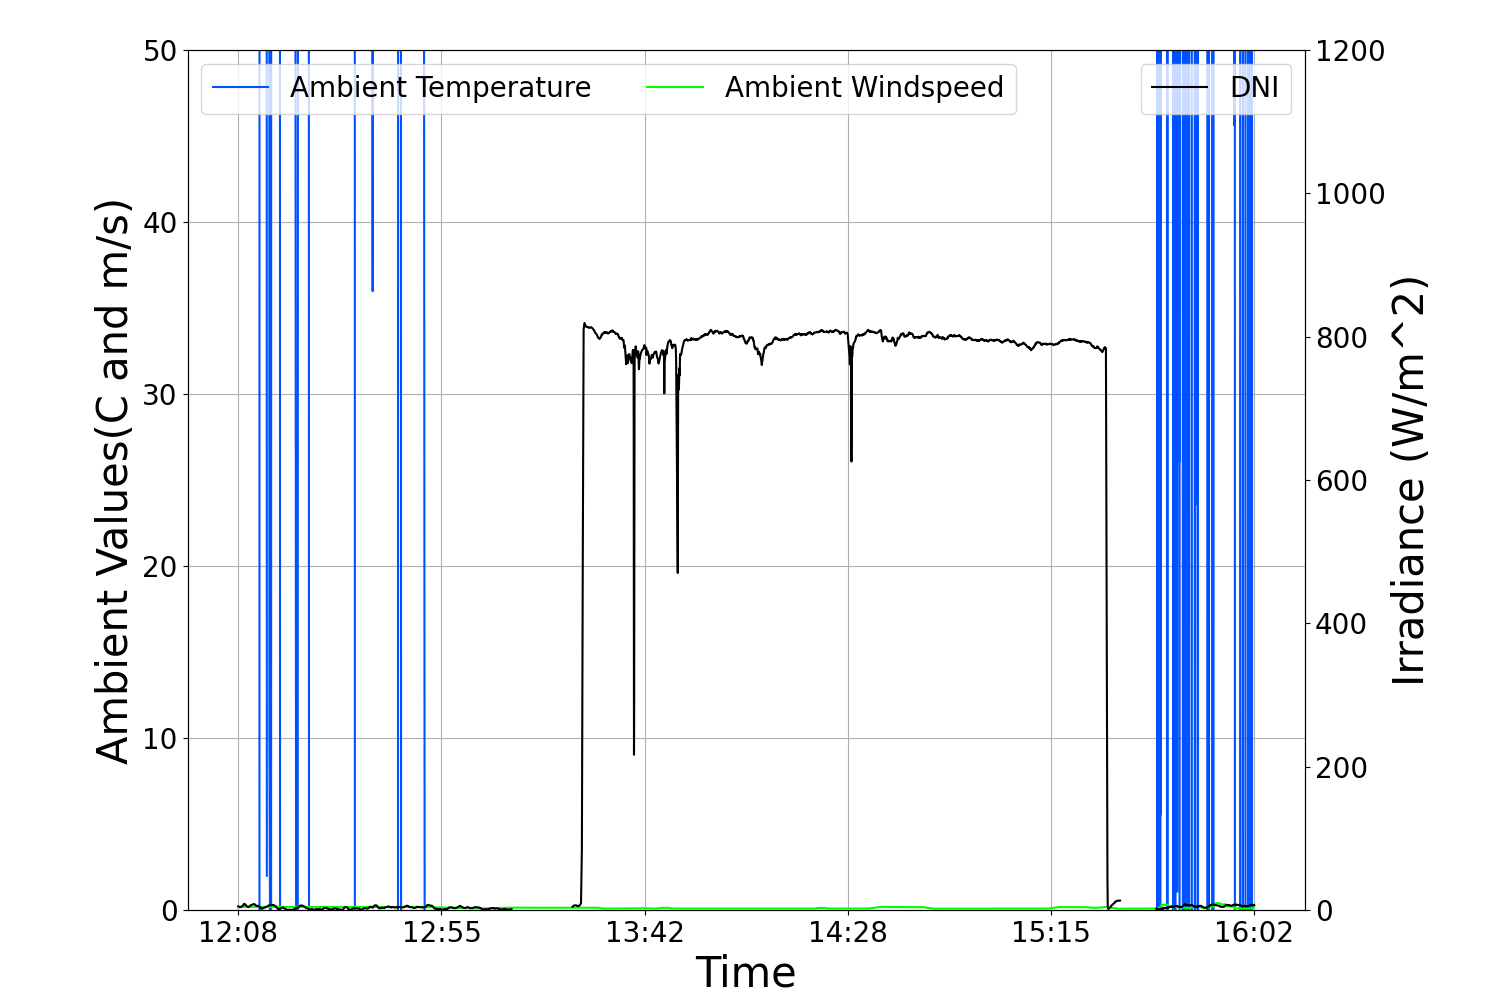 Ambient Temperature Ambient Windspeed DNI
Ambient Values(C and m/s)
50
40
30
20
10
0
1200
1000
800
600
400
200
0
Irradiance (W/m^2)
12:08 12:55 13:42 14:28 15:15 16:02
Time